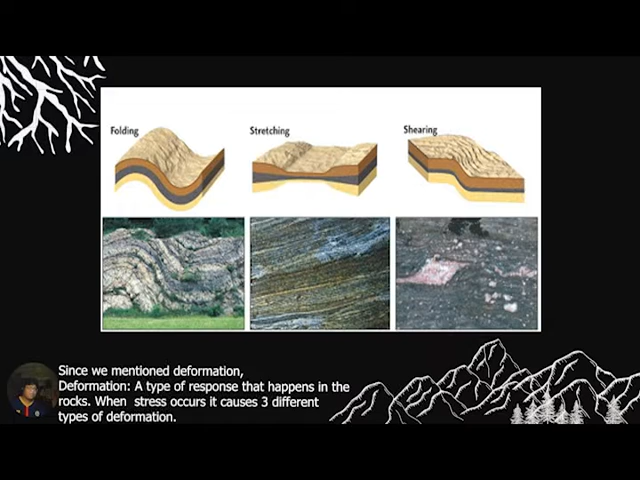 Folding
Stretching
Shearing
Since we mentioned deformation,
Deformation: A type of response that happens in the
rocks. When stress occurs it causes 3 different
types of deformation.